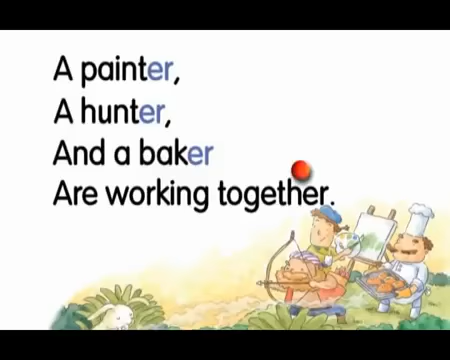 A painter,
A hunter,
And a baker
Are working together.